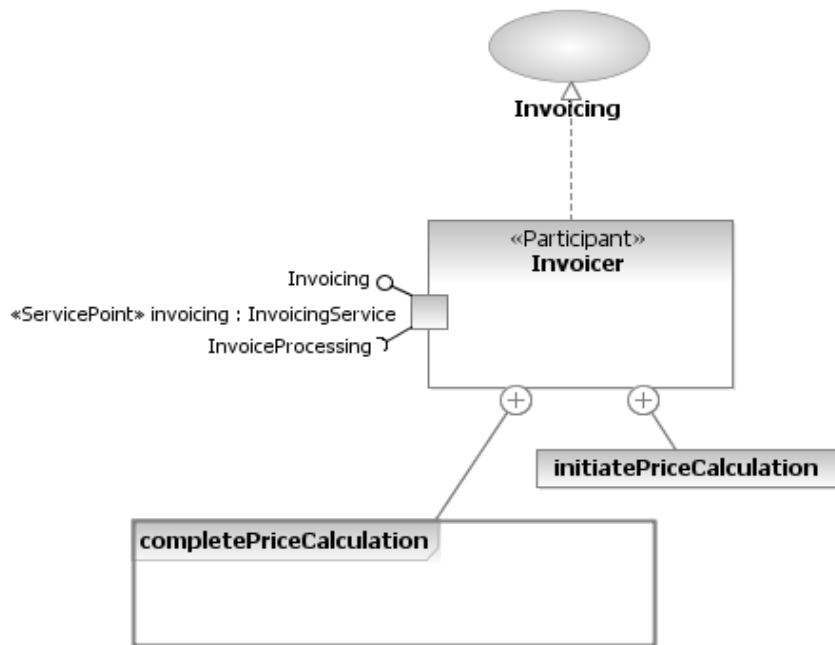 Invoicing
«Participant»
Invoicer
Invoicing
«ServicePoint» invoicing : InvoicingService
InvoiceProcessing
initiatePriceCalculation
completePriceCalculation